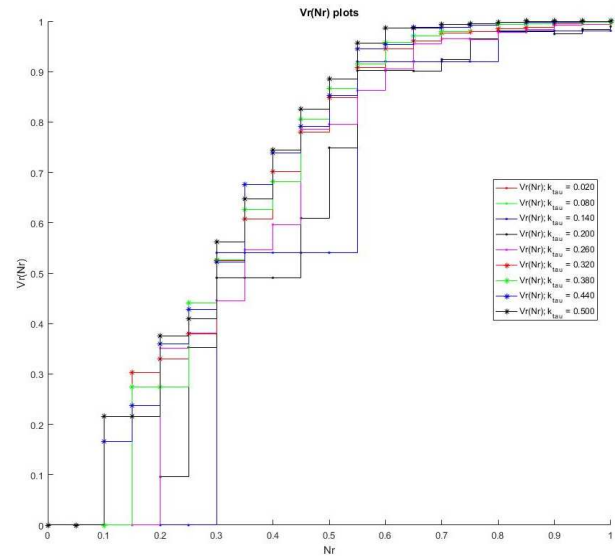 Vr(Nr) plots
1
0.9
0.8
0.7
0.6
0.5
0.4
0.3
0.2
0.1
0
Vr(Nr)
Vr(Nr); k_tau = 0.020
Vr(Nr); k_tau = 0.080
Vr(Nr); k_tau = 0.140
Vr(Nr); k_tau = 0.200
Vr(Nr); k_tau = 0.260
Vr(Nr); k_tau = 0.320
Vr(Nr); k_tau = 0.380
Vr(Nr); k_tau = 0.440
Vr(Nr); k_tau = 0.500
0 0.1 0.2 0.3 0.4 0.5 0.6 0.7 0.8 0.9 1
Nr